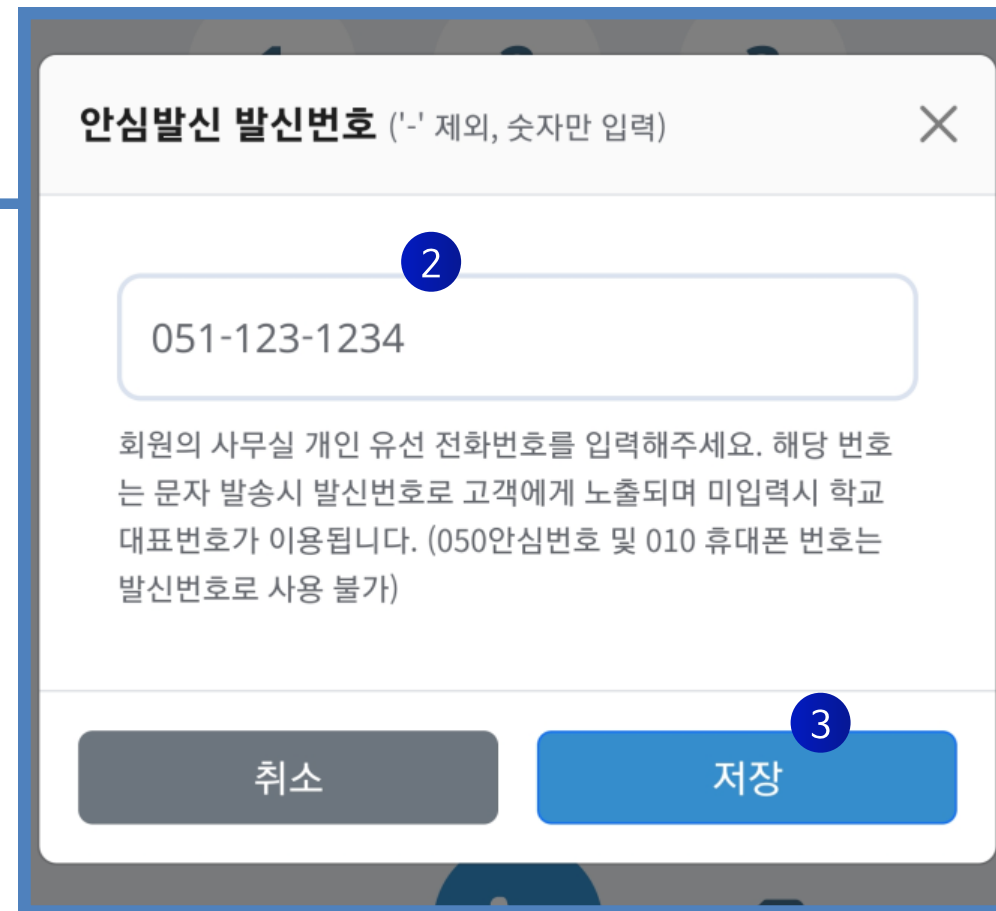 안심발신 발신번호 ('-' 제외, 숫자만 입력)
2
051-123-1234
회원의 사무실 개인 유선 전화번호를 입력해주세요. 해당 번호
는 문자 발송시 발신번호로 고객에게 노출되며 미입력시 학교
대표번호가 이용됩니다. (050안심번호 및 010 휴대폰 번호는
발신번호로 사용 불가)
3
취소 저장